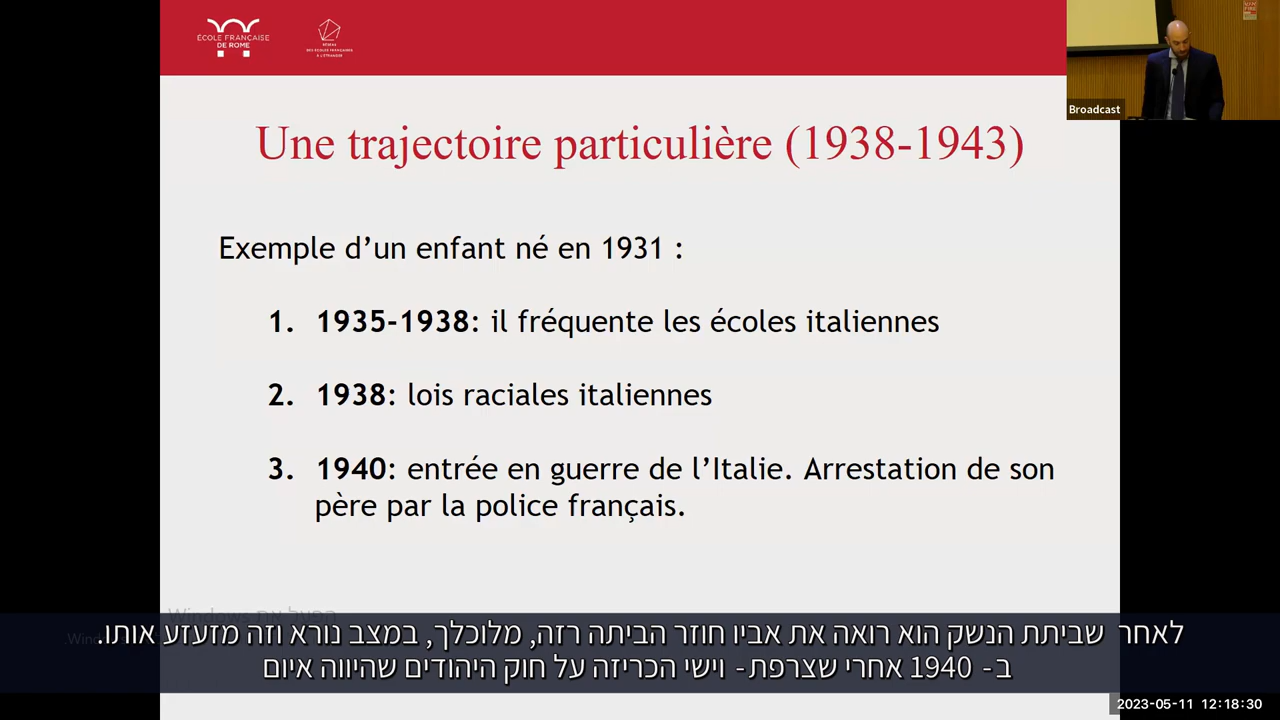 ÉCOLE FRANÇAISE
DE ROME
RÉSEAU
DES ÉCOLES FRANÇAISES
À L'ÉTRANGER
Broadcast
Une trajectoire particulière (1938-1943)
Exemple d’un enfant né en 1931 :
1. 1935-1938: il fréquente les écoles italiennes
2. 1938: lois raciales italiennes
3. 1940: entrée en guerre de l’Italie. Arrestation de son
père par la police français.
הפעל את Windows
לאחר שביתת הנשק הוא רואה את אביו חוזר הביתה רזה, מלוכלך, במצב נורא וזה מזעזע אותו.
ב- 1940 אחרי שצרפת- וישי הכריזה על חוק היהודים שהיווה איום
2023-05-11 12:18:30